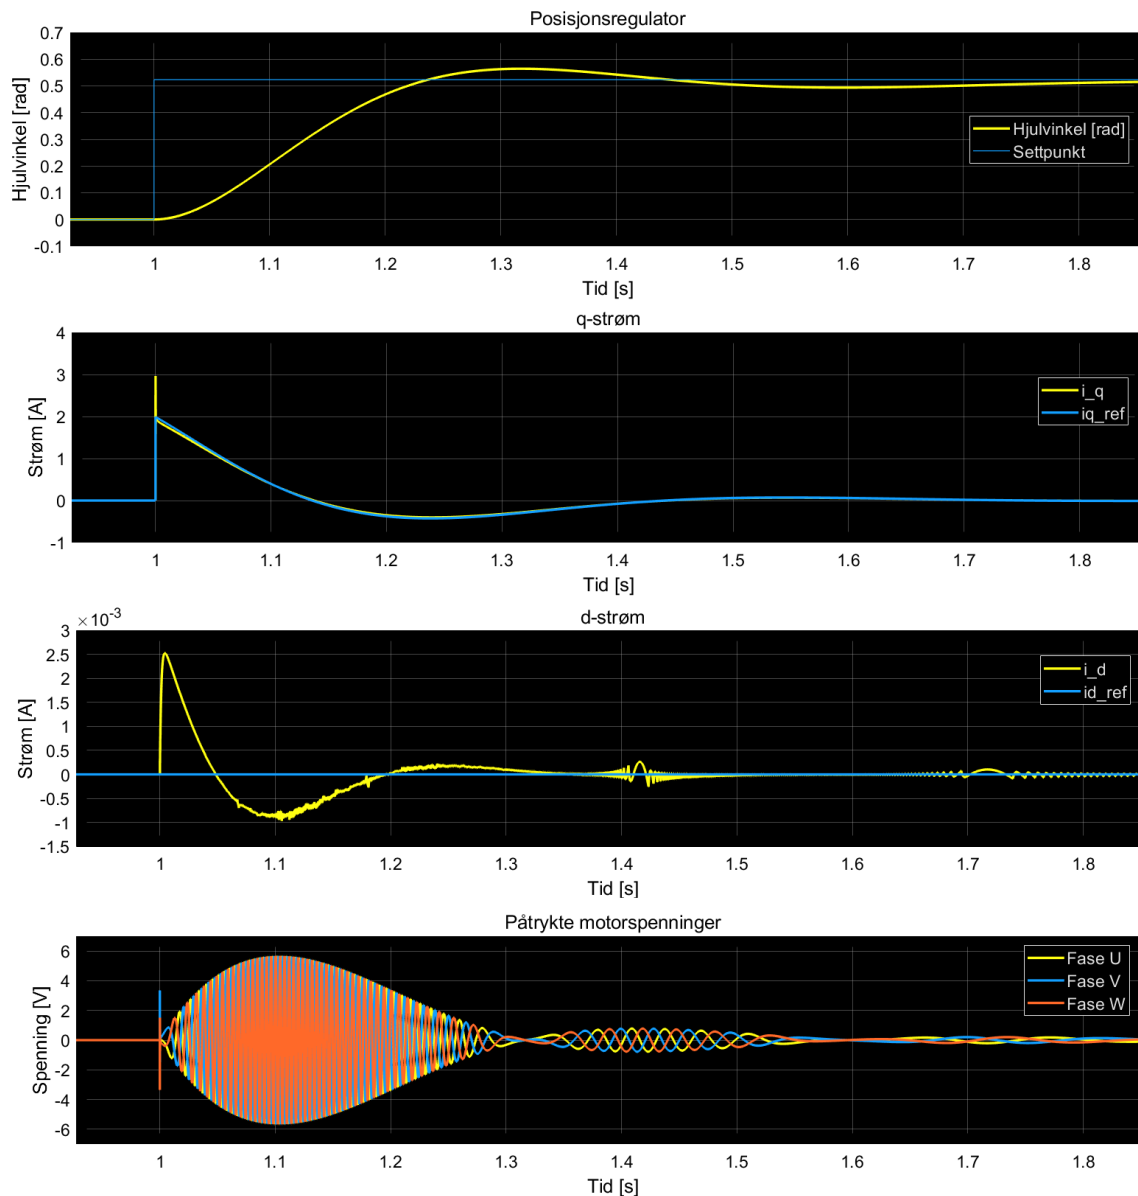 Posisjonsregulator
Hjulvinkel [rad]
0.7
0.6
0.5
0.4
0.3
0.2
0.1
0
-0.1
Hjulvinkel [rad]
Settpunkt
1 1.1 1.2 1.3 1.4 1.5 1.6 1.7 1.8
Tid [s]
q-strøm
Strøm [A]
4
3
2
1
0
-1
i_q
iq_ref
1 1.1 1.2 1.3 1.4 1.5 1.6 1.7 1.8
Tid [s]
d-strøm
×10-3
Strøm [A]
3
2.5
2
1.5
1
0.5
0
-0.5
-1
-1.5
i_d
id_ref
1 1.1 1.2 1.3 1.4 1.5 1.6 1.7 1.8
Tid [s]
Påtrykte motorspenninger
Spenning [V]
6
4
2
0
-2
-4
-6
Fase U
Fase V
Fase W
1 1.1 1.2 1.3 1.4 1.5 1.6 1.7 1.8
Tid [s]